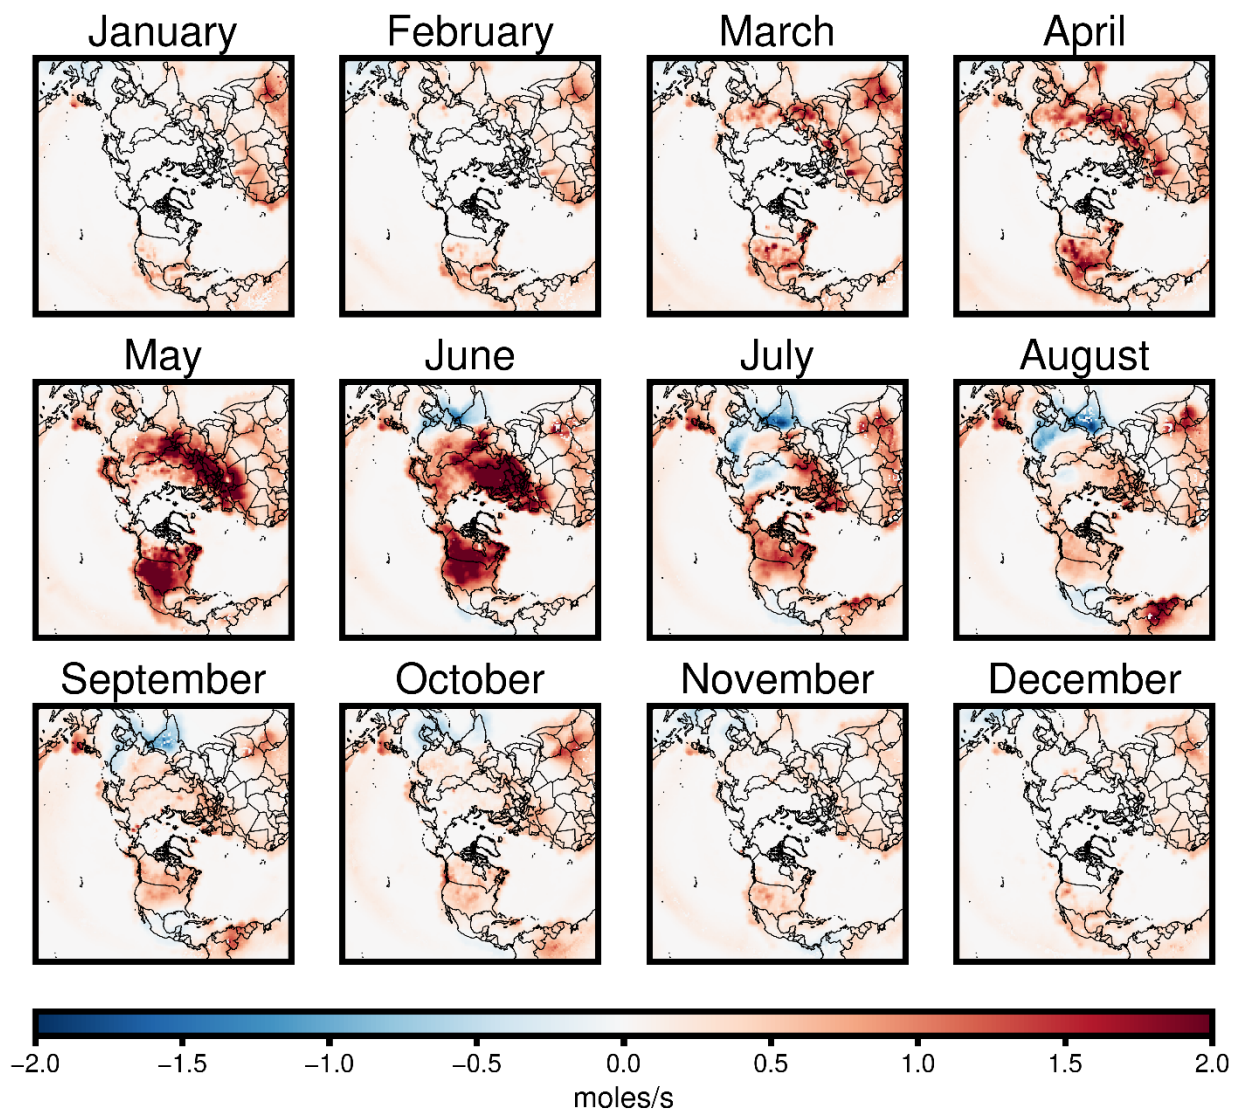 January February March April
May June July August
September October November December
−2.0 −1.5 −1.0 −0.5 0.0 0.5 1.0 1.5 2.0
moles/s